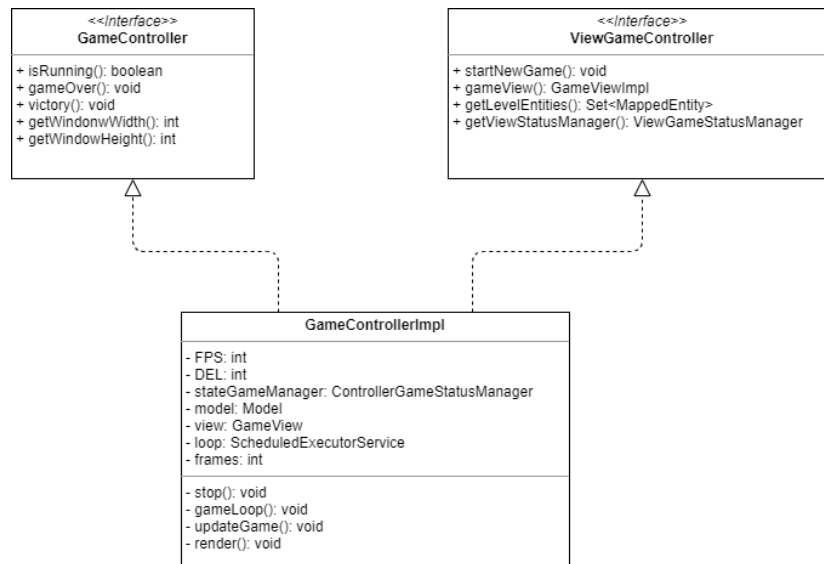 <<Interface>>
GameController
+ isRunning(): boolean
+ gameOver(): void
+ victory(): void
+ getWindonwWidth(): int
+ getWindowHeight(): int
<<Interface>>
ViewGameController
+ startNewGame(): void
+ gameView(): GameViewImpl
+ getLevelEntities(): Set<MappedEntity>
+ getViewStatusManager(): ViewGameStatusManager
GameControllerImpl
- FPS: int
- DEL: int
- stateGameManager: ControllerGameStatusManager
- model: Model
- view: GameView
- loop: ScheduledExecutorService
- frames: int
- stop(): void
- gameLoop(): void
- updateGame(): void
- render(): void